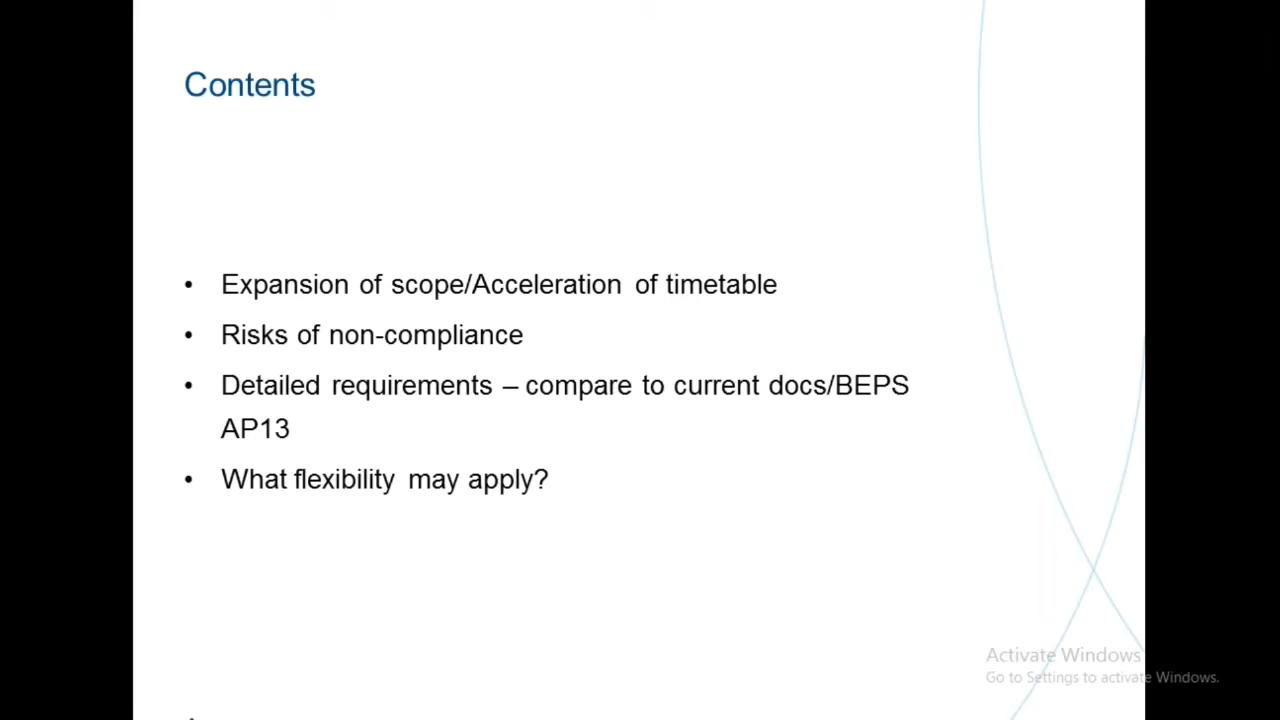 Contents
• Expansion of scope/Acceleration of timetable
• Risks of non-compliance
• Detailed requirements – compare to current docs/BEPS
AP13
• What flexibility may apply?
Activate Windows
Go to Settings to activate Windows.